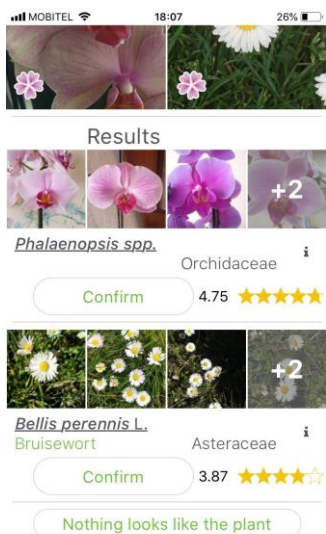 MOBITEL 18:07 26%
Results
+2
Phalaenopsis spp.
Orchidaceae i
Confirm 4.75
+2
Bellis perennis L.
Bruisewort Asteraceae i
Confirm 3.87
Nothing looks like the plant